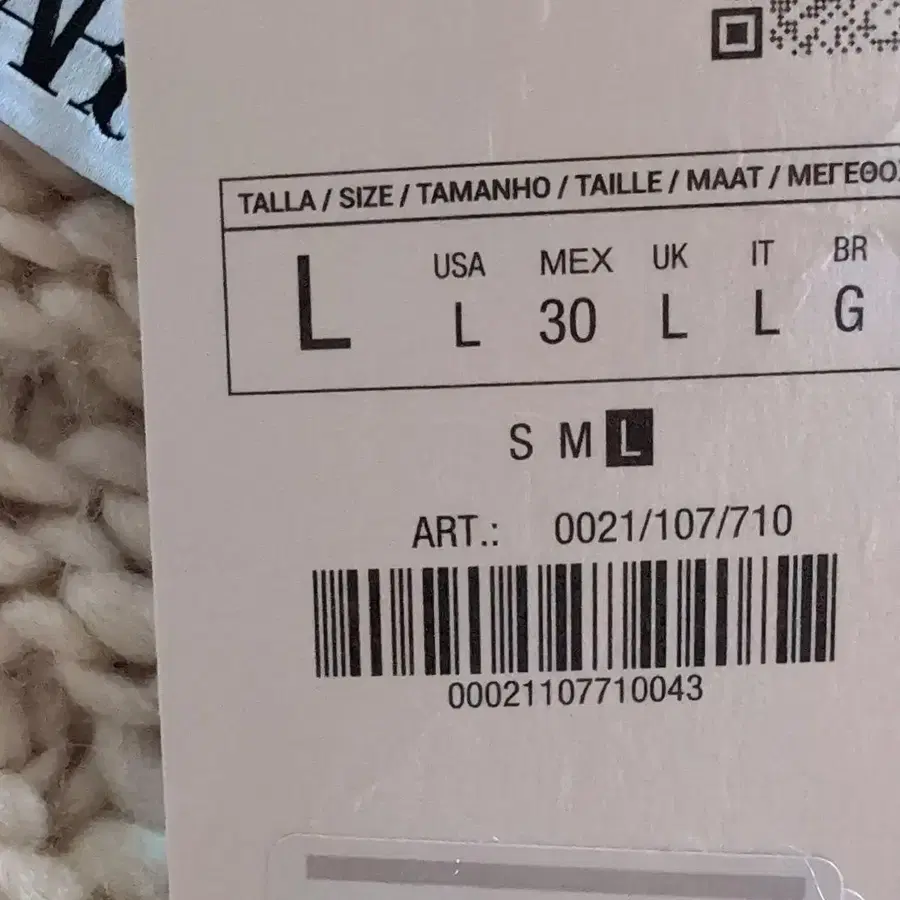 TALLA / SIZE / TAMANHO / TAILLE / MAAT / ΜΕΓΕΘΟΣ
L
USA MEX UK IT BR
L 30 L L G
S M L
ART.: 0021/107/710
00021107710043